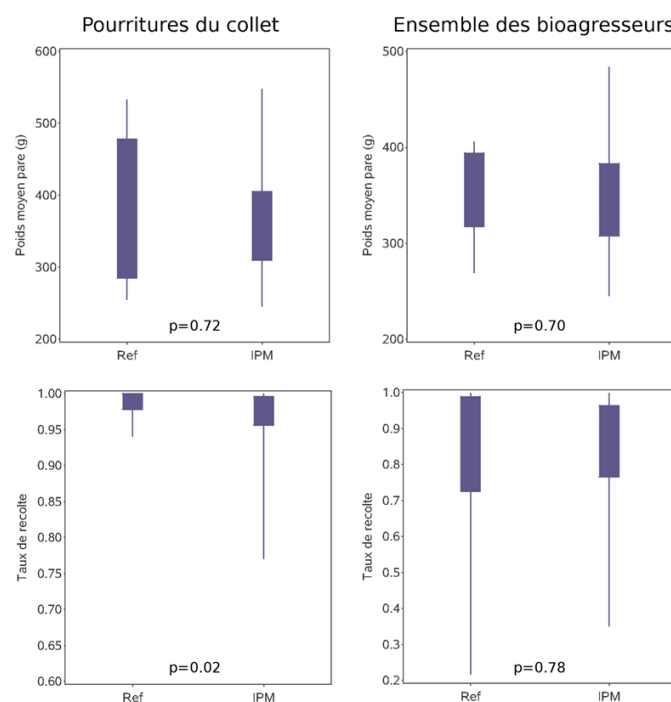 Pourritures du collet
Ensemble des bioagresseurs
600
500
400
300
200
Poids moyen pare (g)
p=0.72
Ref
IPM
500
400
300
200
Poids moyen pare (g)
p=0.70
Ref
IPM
1.00
0.95
0.90
0.85
0.80
0.75
0.70
0.65
0.60
Taux de recolte
p=0.02
Ref
IPM
1.0
0.9
0.8
0.7
0.6
0.5
0.4
0.3
0.2
Taux de recolte
p=0.78
Ref
IPM